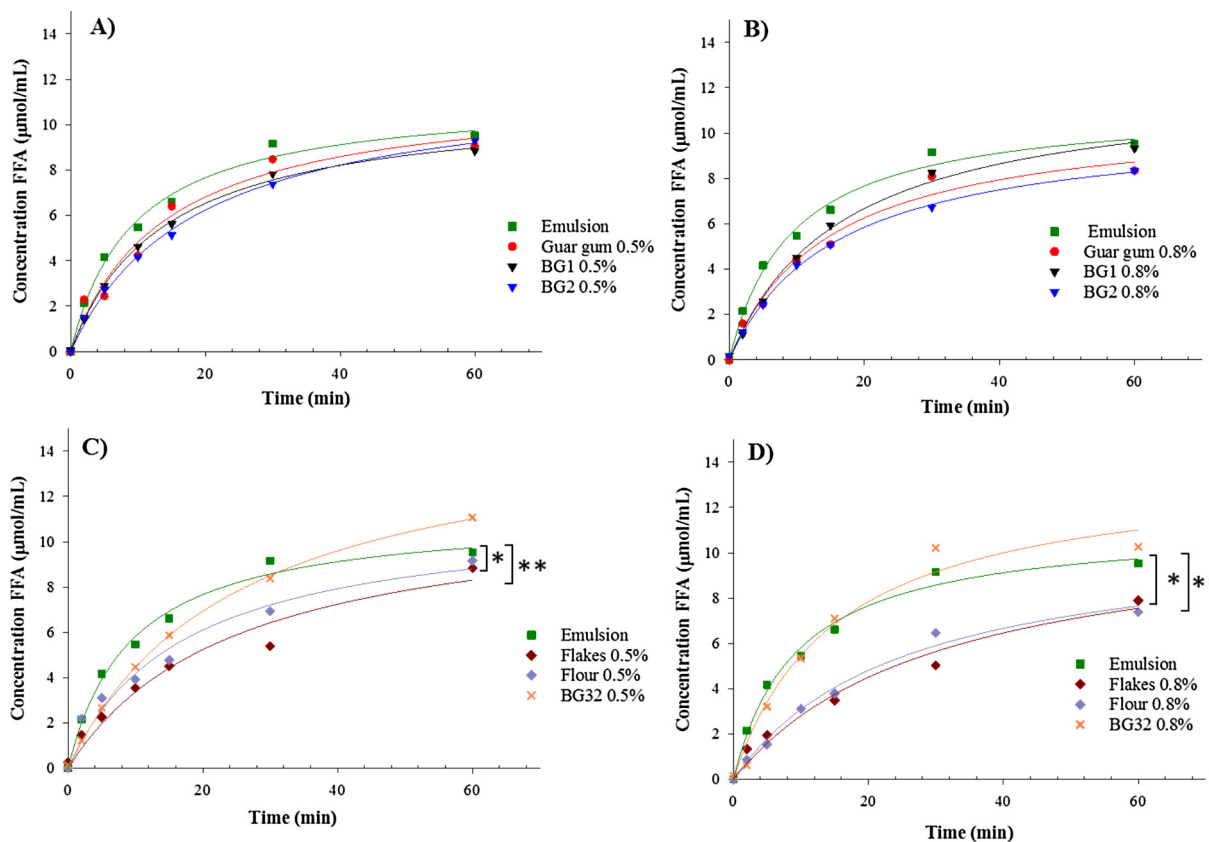 A)
Concentration FFA (µmol/mL)
14
12
10
8
6
4
2
0
Emulsion
Guar gum 0.5%
BG1 0.5%
BG2 0.5%
0 20 40 60
Time (min)
B)
Concentration FFA (µmol/mL)
14
12
10
8
6
4
2
0
Emulsion
Guar gum 0.8%
BG1 0.8%
BG2 0.8%
0 20 40 60
Time (min)
C)
Concentration FFA (µmol/mL)
14
12
10
8
6
4
2
0
*
**
Emulsion
Flakes 0.5%
Flour 0.5%
BG32 0.5%
0 20 40 60
Time (min)
D)
Concentration FFA (µmol/mL)
14
12
10
8
6
4
2
0
*
*
Emulsion
Flakes 0.8%
Flour 0.8%
BG32 0.8%
0 20 40 60
Time (min)